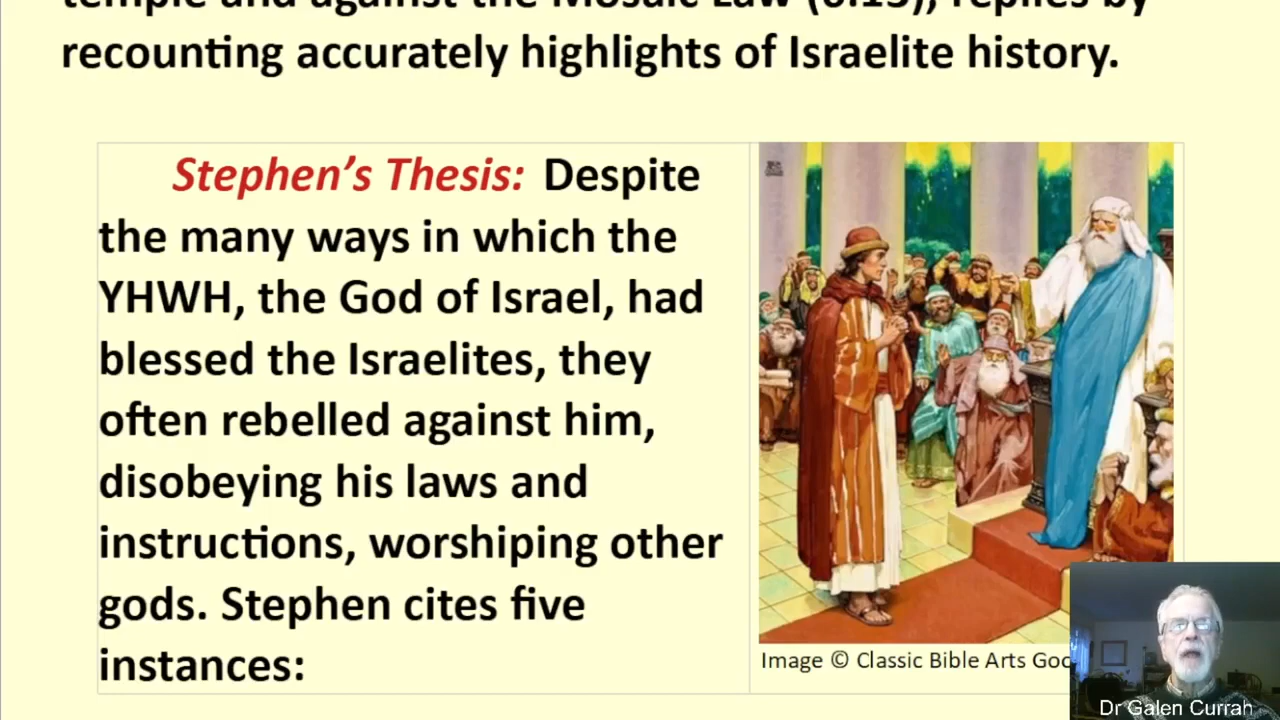 temple and against the Mosaic Law (6:13), replies by
recounting accurately highlights of Israelite history.
Stephen’s Thesis: Despite
the many ways in which the
YHWH, the God of Israel, had
blessed the Israelites, they
often rebelled against him,
disobeying his laws and
instructions, worshiping other
gods. Stephen cites five
instances:
Image © Classic Bible Arts
Dr Galen Currah